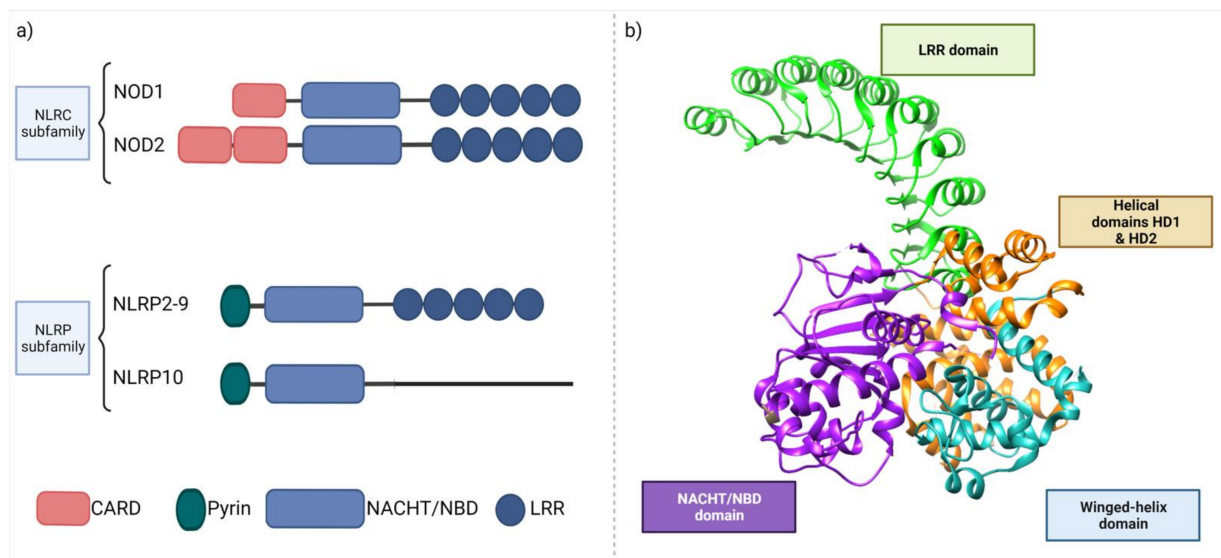 a)
NLRC
subfamily
NOD1
NOD2
NLRP
subfamily
NLRP2-9
NLRP10
CARD
Pyrin
NACHT/NBD
LRR
b)
LRR domain
Helical
domains HD1
& HD2
NACHT/NBD
domain
Winged-helix
domain